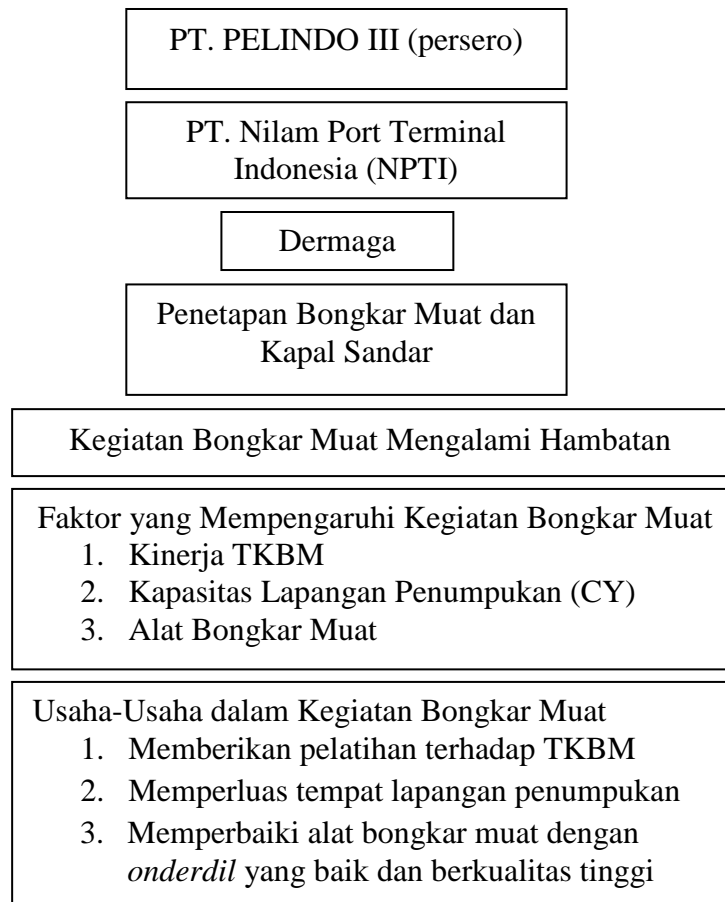 PT. PELINDO III (persero)
PT. Nilam Port Terminal
Indonesia (NPTI)
Dermaga
Penetapan Bongkar Muat dan
Kapal Sandar
Kegiatan Bongkar Muat Mengalami Hambatan
Faktor yang Mempengaruhi Kegiatan Bongkar Muat
1. Kinerja TKBM
2. Kapasitas Lapangan Penumpukan (CY)
3. Alat Bongkar Muat
Usaha-Usaha dalam Kegiatan Bongkar Muat
1. Memberikan pelatihan terhadap TKBM
2. Memperluas tempat lapangan penumpukan
3. Memperbaiki alat bongkar muat dengan
onderdil yang baik dan berkualitas tinggi